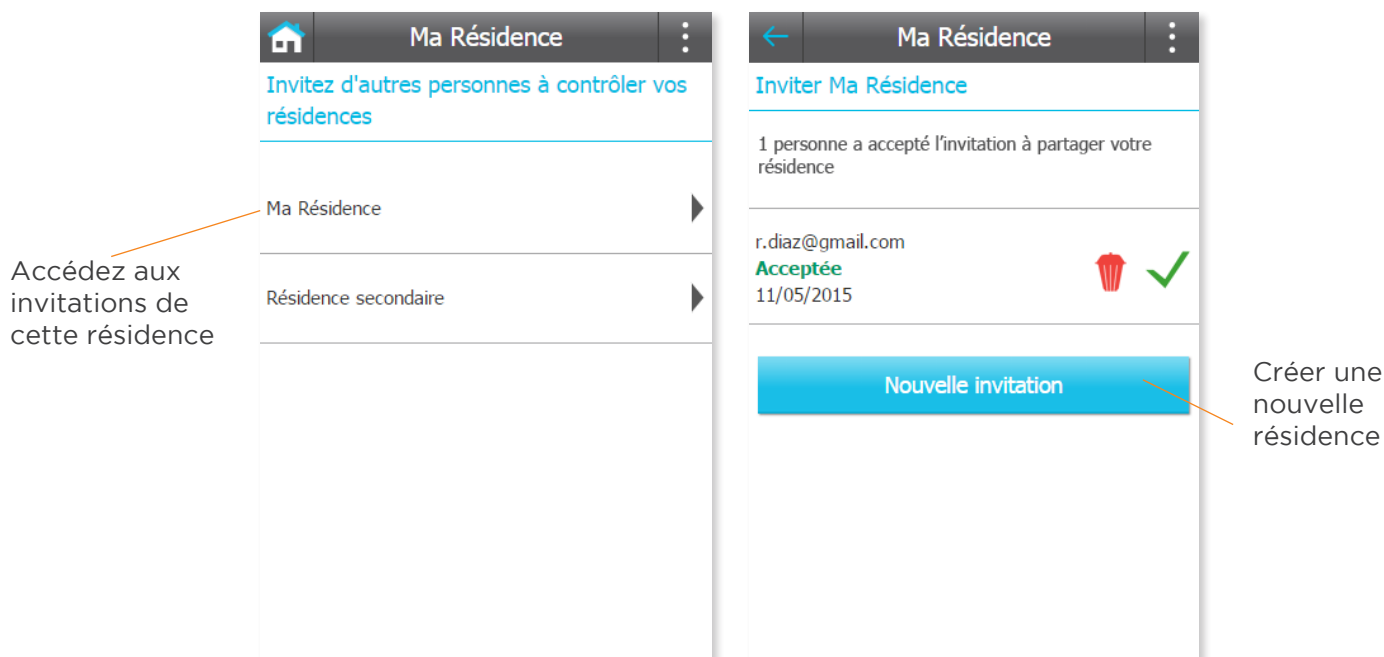 Ma Résidence
Invitez d'autres personnes à contrôler vos
résidences
Ma Résidence
Résidence secondaire
Accédez aux
invitations de
cette résidence
Ma Résidence
Inviter Ma Résidence
1 personne a accepté l'invitation à partager votre
résidence
r.diaz@gmail.com
Acceptée
11/05/2015
Nouvelle invitation
Créer une
nouvelle
résidence